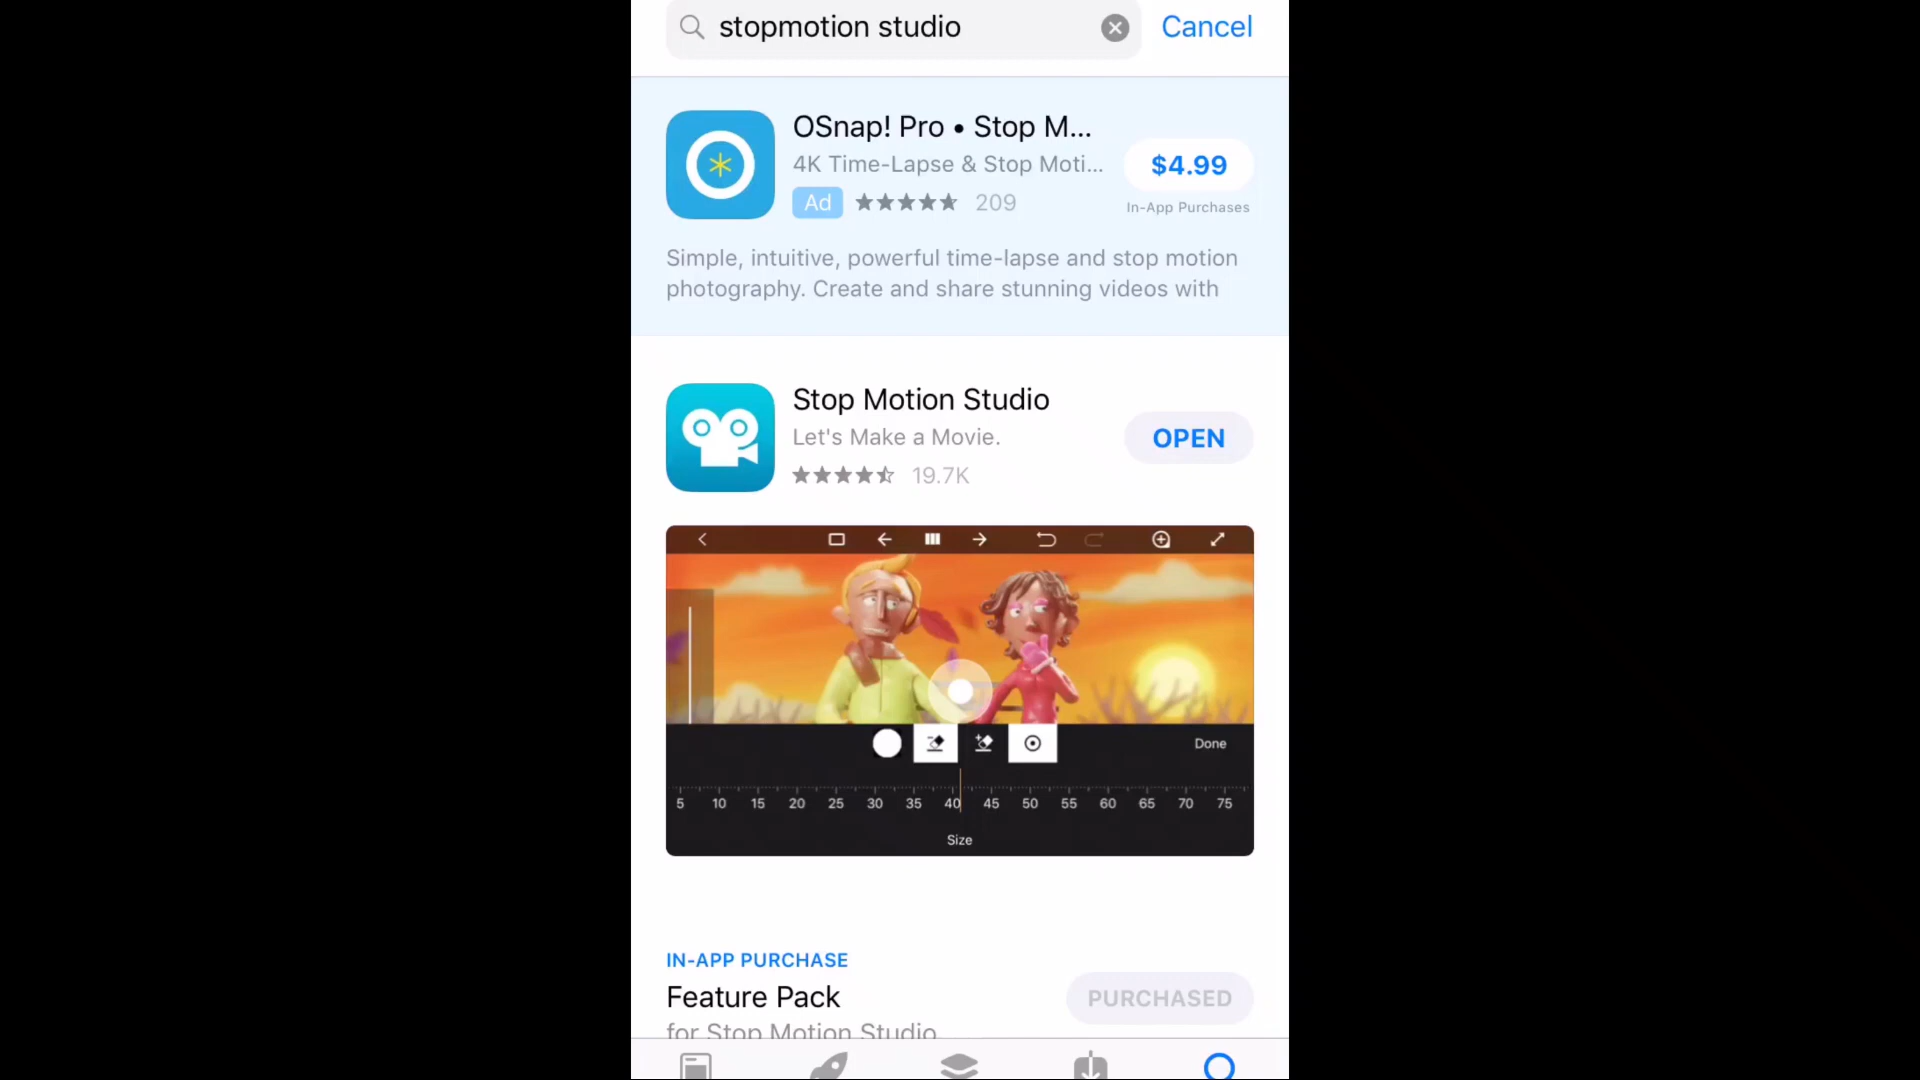 stopmotion studio
Cancel
OSnap! Pro • Stop M...
4K Time-Lapse & Stop Moti...
$4.99
Ad
209
In-App Purchases
Simple, intuitive, powerful time-lapse and stop motion
photography. Create and share stunning videos with
Stop Motion Studio
Let's Make a Movie.
OPEN
19.7K
Done
5 10 15 20 25 30 35 40 45 50 55 60 65 70 75
Size
IN-APP PURCHASE
Feature Pack
PURCHASED
for Stop Motion Studio